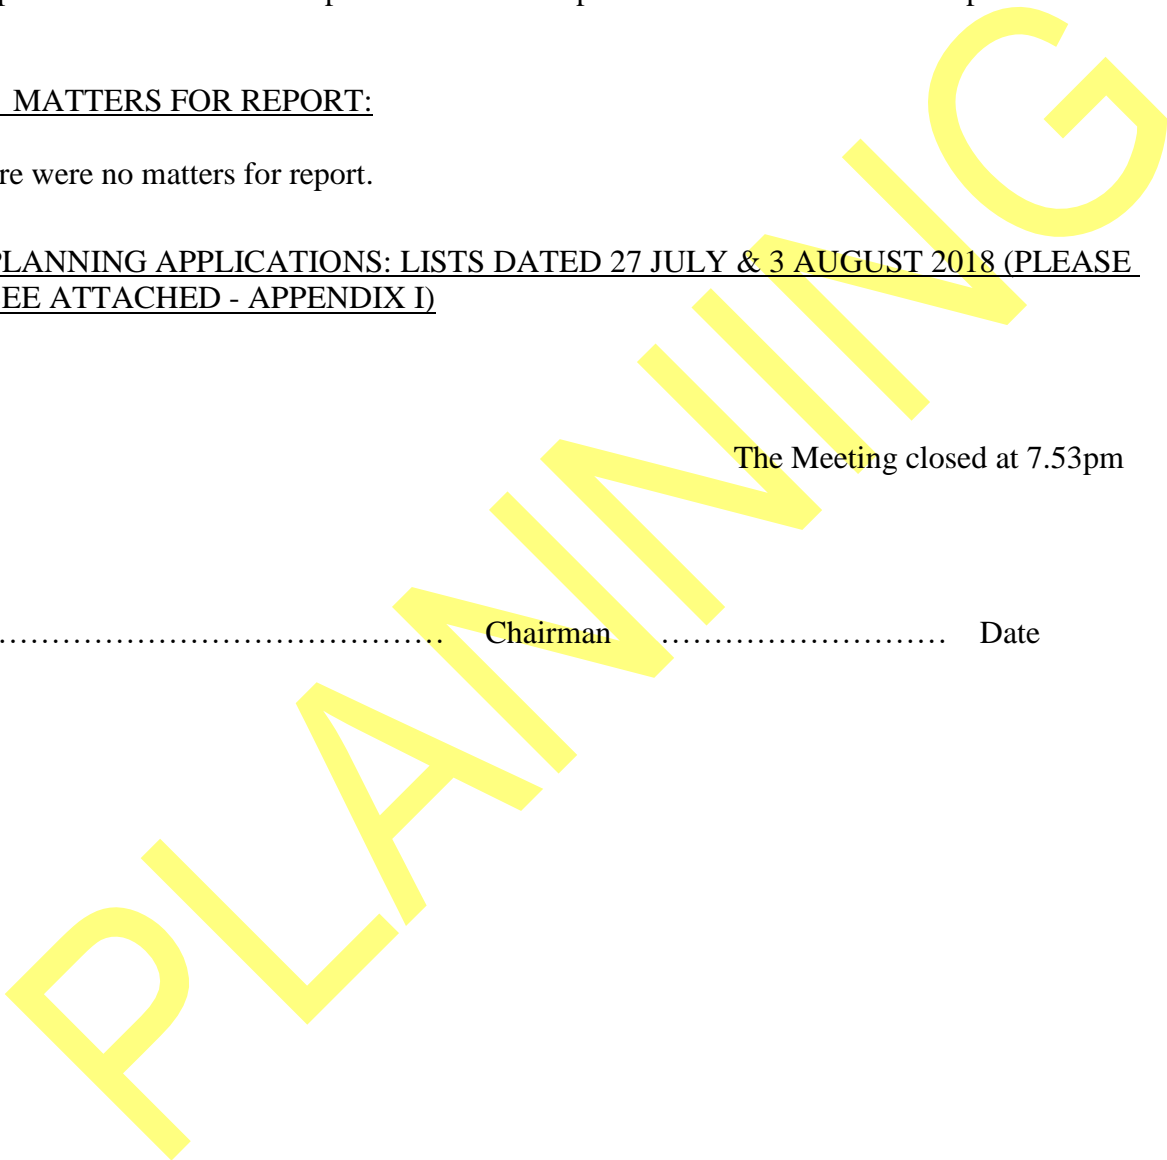 MATTERS FOR REPORT:
re were no matters for report.
PLANNING APPLICATIONS: LISTS DATED 27 JULY & 3 AUGUST 2018 (PLEASE
EE ATTACHED - APPENDIX I)
The Meeting closed at 7.53pm
…………………………………… Chairman ……………………… Date
PLANNING